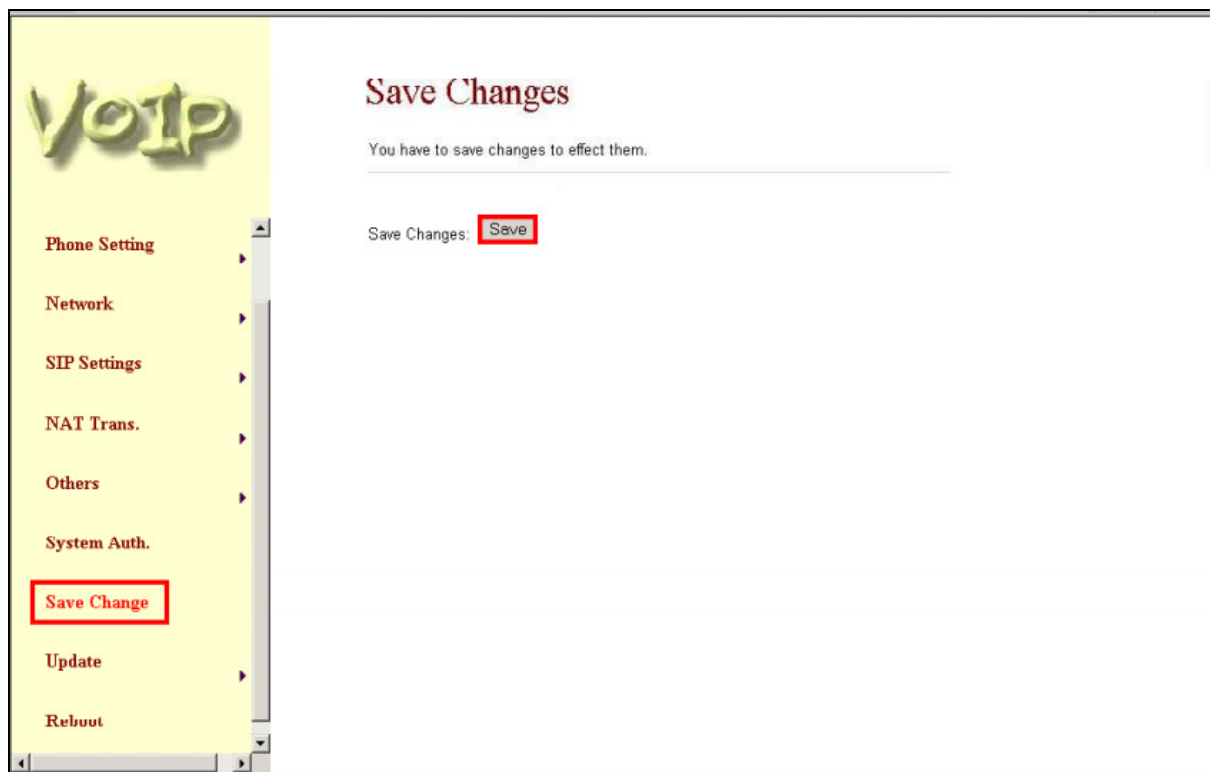 VoIP
Phone Setting
Network
SIP Settings
NAT Trans.
Others
System Auth.
Save Change
Update
Reboot
Save Changes
You have to save changes to effect them.
Save Changes: Save